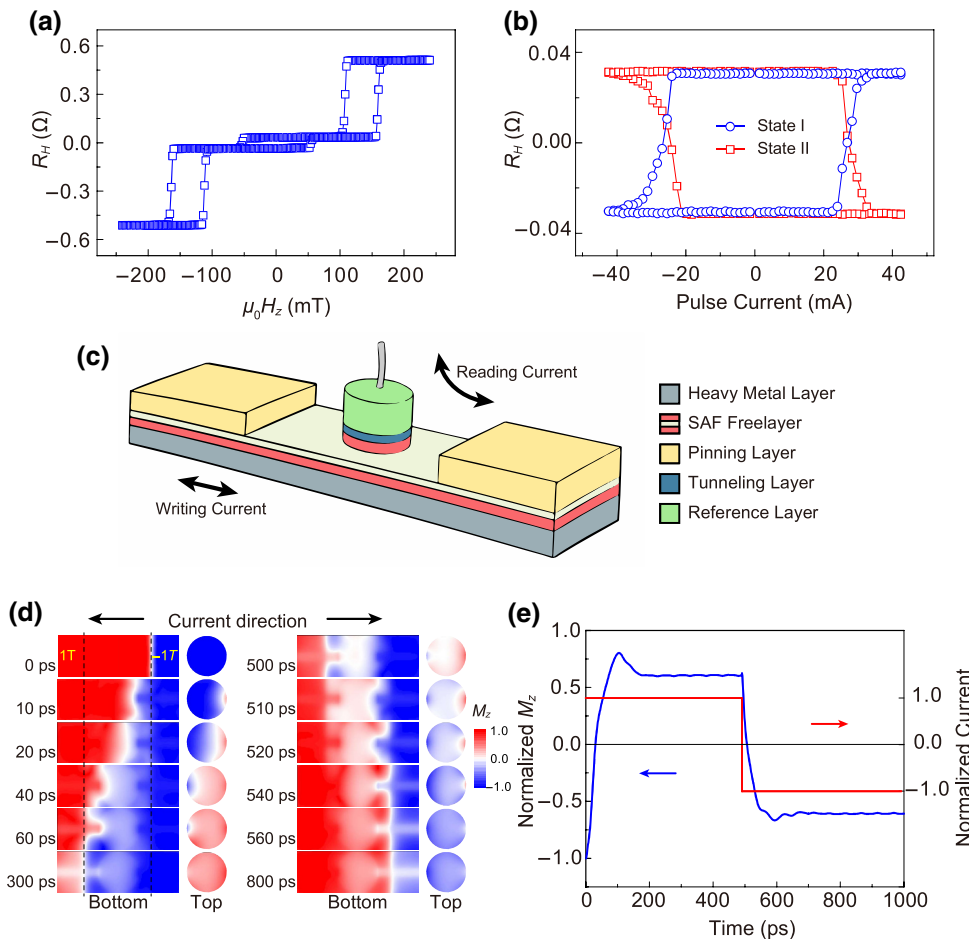 (a)
0.6
0.3
0.0
−0.3
−0.6
R_H (Ω)
−200 −100 0 100 200
μ₀H_z (mT)
(b)
0.04
0.00
−0.04
R_H (Ω)
State I
State II
−40 −20 0 20 40
Pulse Current (mA)
(c)
Reading Current
Writing Current
Heavy Metal Layer
SAF Freelayer
Pinning Layer
Tunneling Layer
Reference Layer
(d)
Current direction
0 ps
1T
−1T
10 ps
20 ps
40 ps
60 ps
300 ps
Bottom Top
500 ps
510 ps
520 ps
540 ps
560 ps
800 ps
Bottom Top
M_z
1.0
0.0
−1.0
(e)
1.0
0.5
0.0
−0.5
−1.0
Normalized M_z
1.0
0.0
−1.0
Normalized Current
0 200 400 600 800 1000
Time (ps)